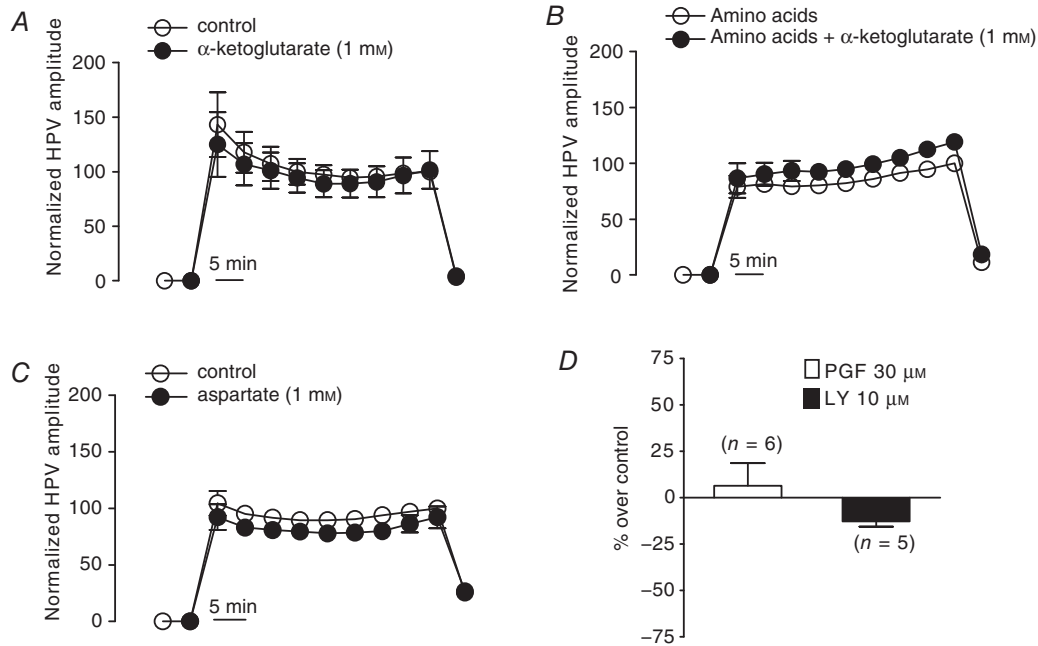 A
control
α-ketoglutarate (1 mM)
Normalized HPV amplitude
200
150
100
50
0
5 min
B
Amino acids
Amino acids + α-ketoglutarate (1 mM)
Normalized HPV amplitude
200
150
100
50
0
5 min
C
control
aspartate (1 mM)
Normalized HPV amplitude
200
150
100
50
0
5 min
D
PGF 30 μM
LY 10 μM
% over control
75
50
25
0
−25
−50
−75
(n = 6)
(n = 5)